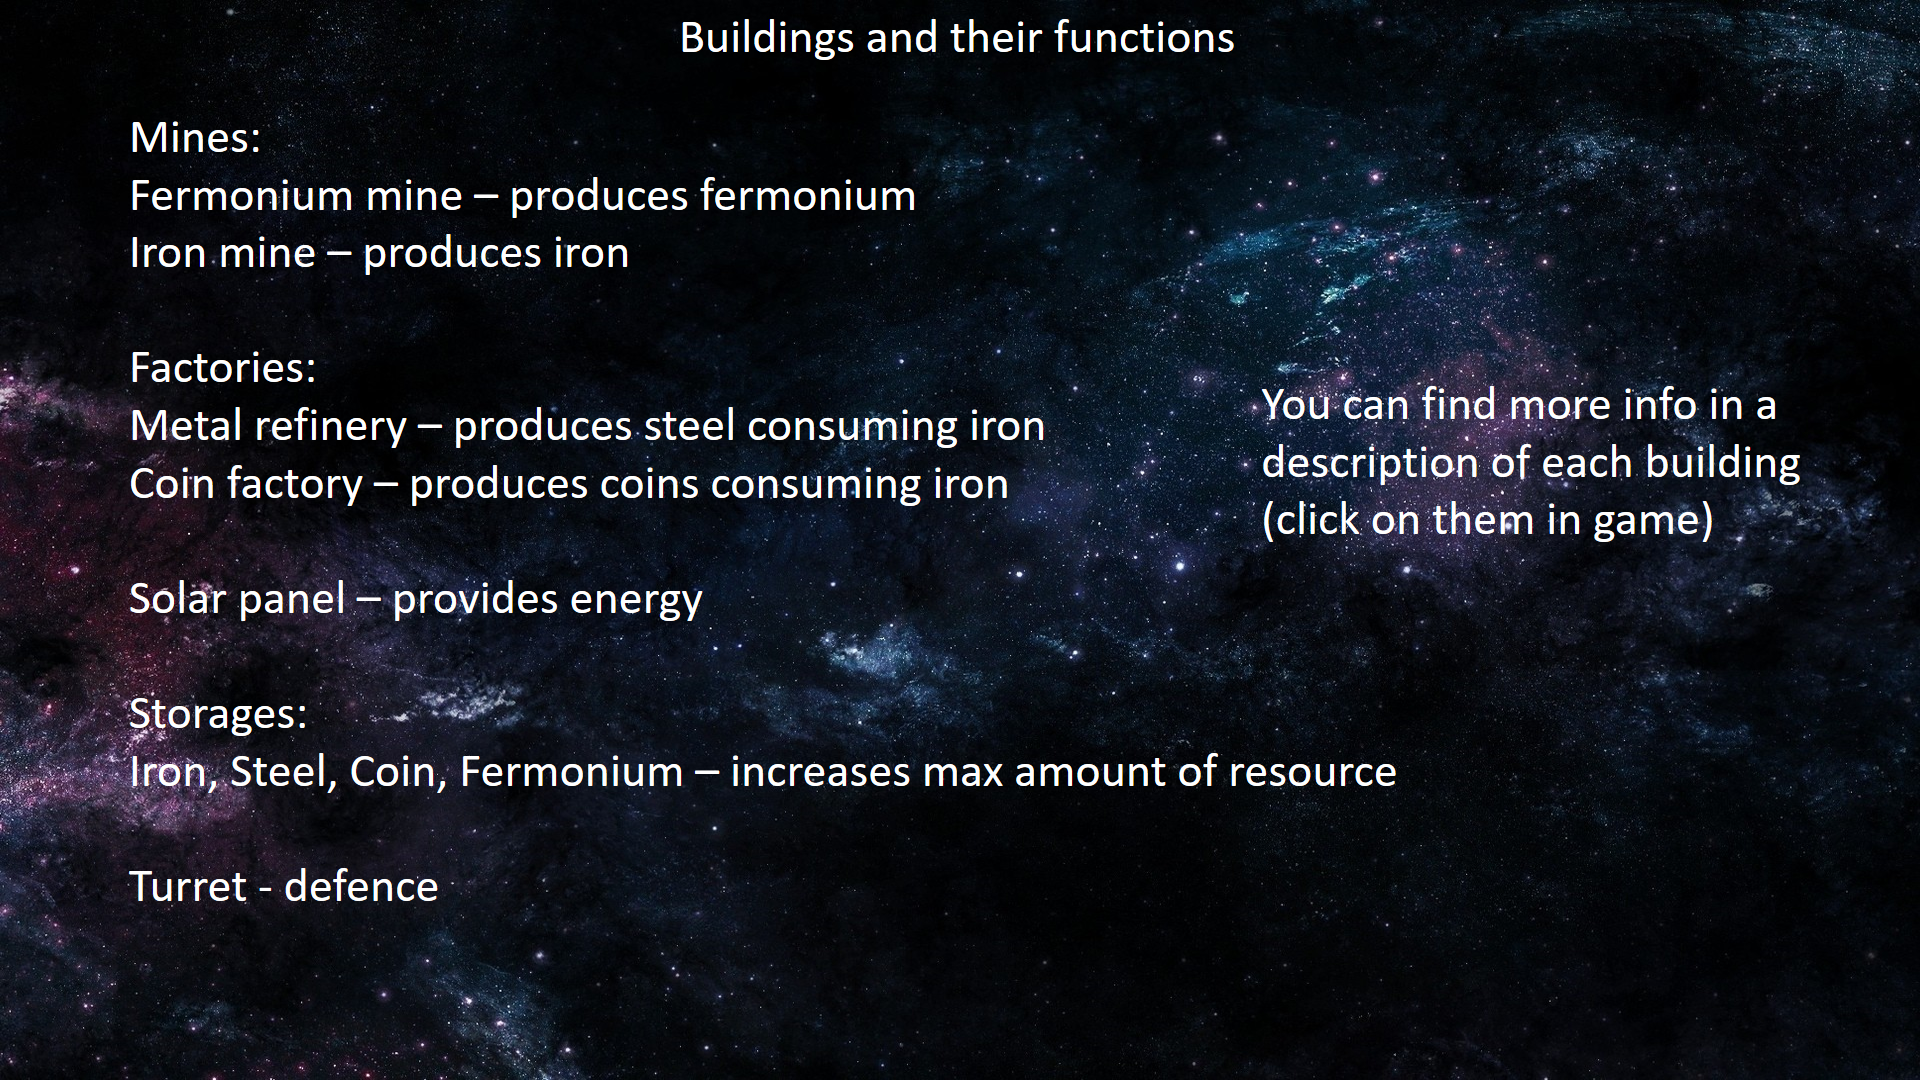 Buildings and their functions
Mines:
Fermonium mine – produces fermonium
Iron mine – produces iron
Factories:
Metal refinery – produces steel consuming iron
Coin factory – produces coins consuming iron
Solar panel – provides energy
Storages:
Iron, Steel, Coin, Fermonium – increases max amount of resource
Turret - defence
You can find more info in a
description of each building
(click on them in game)